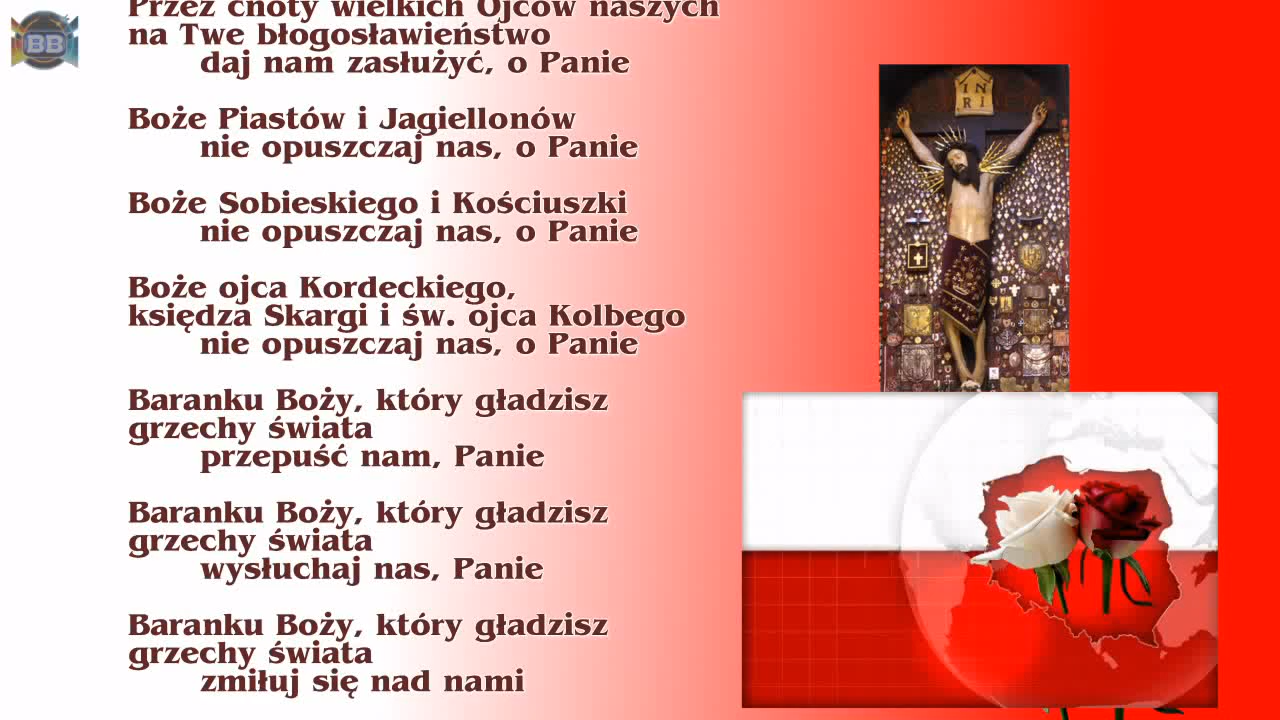 Przez cnoty wielkich Ojców naszych
na Twe błogosławieństwo
daj nam zasłużyć, o Panie
Boże Piastów i Jagiellonów
nie opuszczaj nas, o Panie
Boże Sobieskiego i Kościuszki
nie opuszczaj nas, o Panie
Boże ojca Kordeckiego,
księdza Skargi i św. ojca Kolbego
nie opuszczaj nas, o Panie
Baranku Boży, który gładzisz
grzechy świata
przepuść nam, Panie
Baranku Boży, który gładzisz
grzechy świata
wysłuchaj nas, Panie
Baranku Boży, który gładzisz
grzechy świata
zmiłuj się nad nami
BB
IN
RI